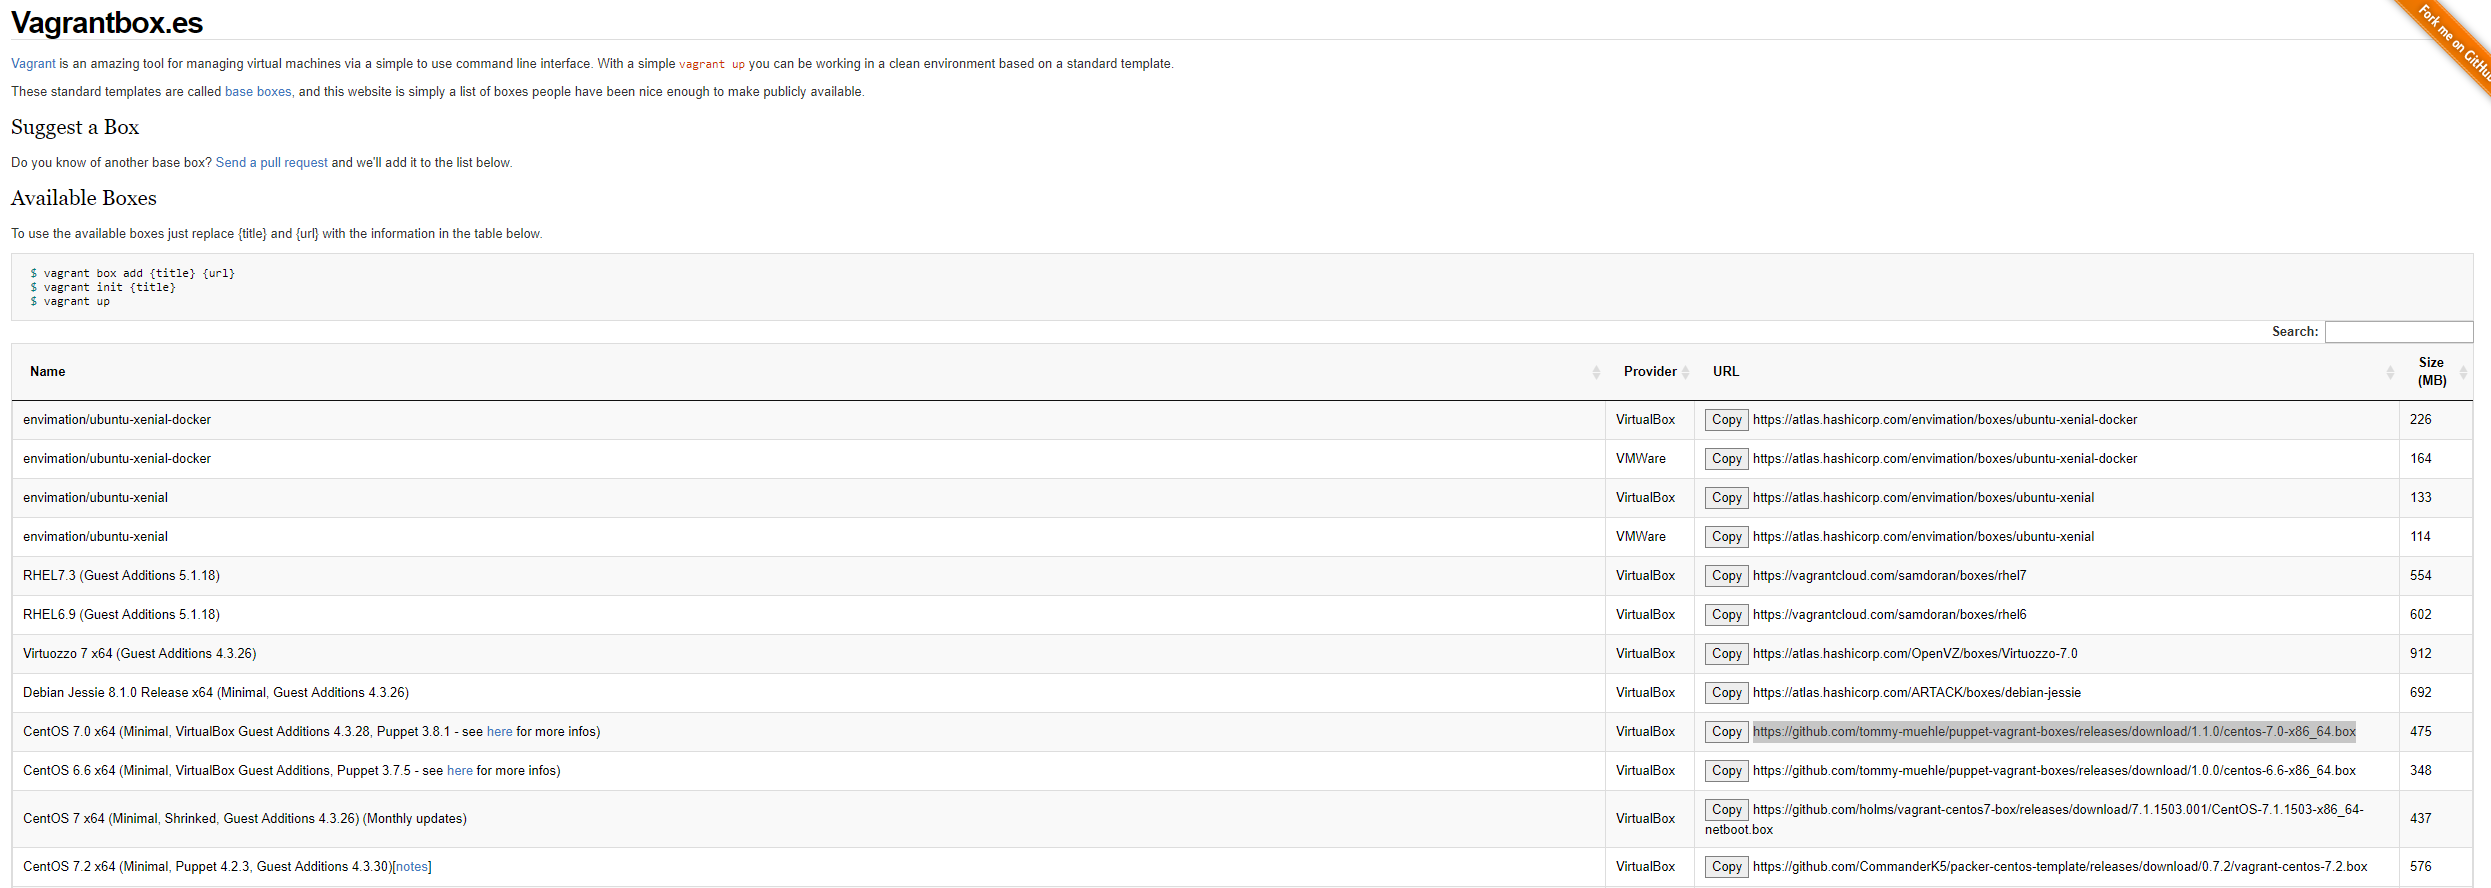 Vagrantbox.es
Fork me on GitHub
Vagrant is an amazing tool for managing virtual machines via a simple to use command line interface. With a simple vagrant up you can be working in a clean environment based on a standard template.
These standard templates are called base boxes, and this website is simply a list of boxes people have been nice enough to make publicly available.
Suggest a Box
Do you know of another base box? Send a pull request and we'll add it to the list below.
Available Boxes
To use the available boxes just replace {title} and {url} with the information in the table below.
$ vagrant box add {title} {url}
$ vagrant init {title}
$ vagrant up
Search:
Name Provider URL Size (MB)
envimation/ubuntu-xenial-docker VirtualBox Copy https://atlas.hashicorp.com/envimation/boxes/ubuntu-xenial-docker 226
envimation/ubuntu-xenial-docker VMWare Copy https://atlas.hashicorp.com/envimation/boxes/ubuntu-xenial-docker 164
envimation/ubuntu-xenial VirtualBox Copy https://atlas.hashicorp.com/envimation/boxes/ubuntu-xenial 133
envimation/ubuntu-xenial VMWare Copy https://atlas.hashicorp.com/envimation/boxes/ubuntu-xenial 114
RHEL7.3 (Guest Additions 5.1.18) VirtualBox Copy https://vagrantcloud.com/samdoran/boxes/rhel7 554
RHEL6.9 (Guest Additions 5.1.18) VirtualBox Copy https://vagrantcloud.com/samdoran/boxes/rhel6 602
Virtuozzo 7 x64 (Guest Additions 4.3.26) VirtualBox Copy https://atlas.hashicorp.com/OpenVZ/boxes/Virtuozzo-7.0 912
Debian Jessie 8.1.0 Release x64 (Minimal, Guest Additions 4.3.26) VirtualBox Copy https://atlas.hashicorp.com/ARTACK/boxes/debian-jessie 692
CentOS 7.0 x64 (Minimal, VirtualBox Guest Additions 4.3.28, Puppet 3.8.1 - see here for more infos) VirtualBox Copy https://github.com/tommy-muehle/puppet-vagrant-boxes/releases/download/1.1.0/centos-7.0-x86_64.box 475
CentOS 6.6 x64 (Minimal, VirtualBox Guest Additions, Puppet 3.7.5 - see here for more infos) VirtualBox Copy https://github.com/tommy-muehle/puppet-vagrant-boxes/releases/download/1.0.0/centos-6.6-x86_64.box 348
CentOS 7 x64 (Minimal, Shrinked, Guest Additions 4.3.26) (Monthly updates) VirtualBox Copy https://github.com/holms/vagrant-centos7-box/releases/download/7.1.1503.001/CentOS-7.1.1503-x86_64-
netboot.box 437
CentOS 7.2 x64 (Minimal, Puppet 4.2.3, Guest Additions 4.3.30)[notes] VirtualBox Copy https://github.com/CommanderK5/packer-centos-template/releases/download/0.7.2/vagrant-centos-7.2.box 576